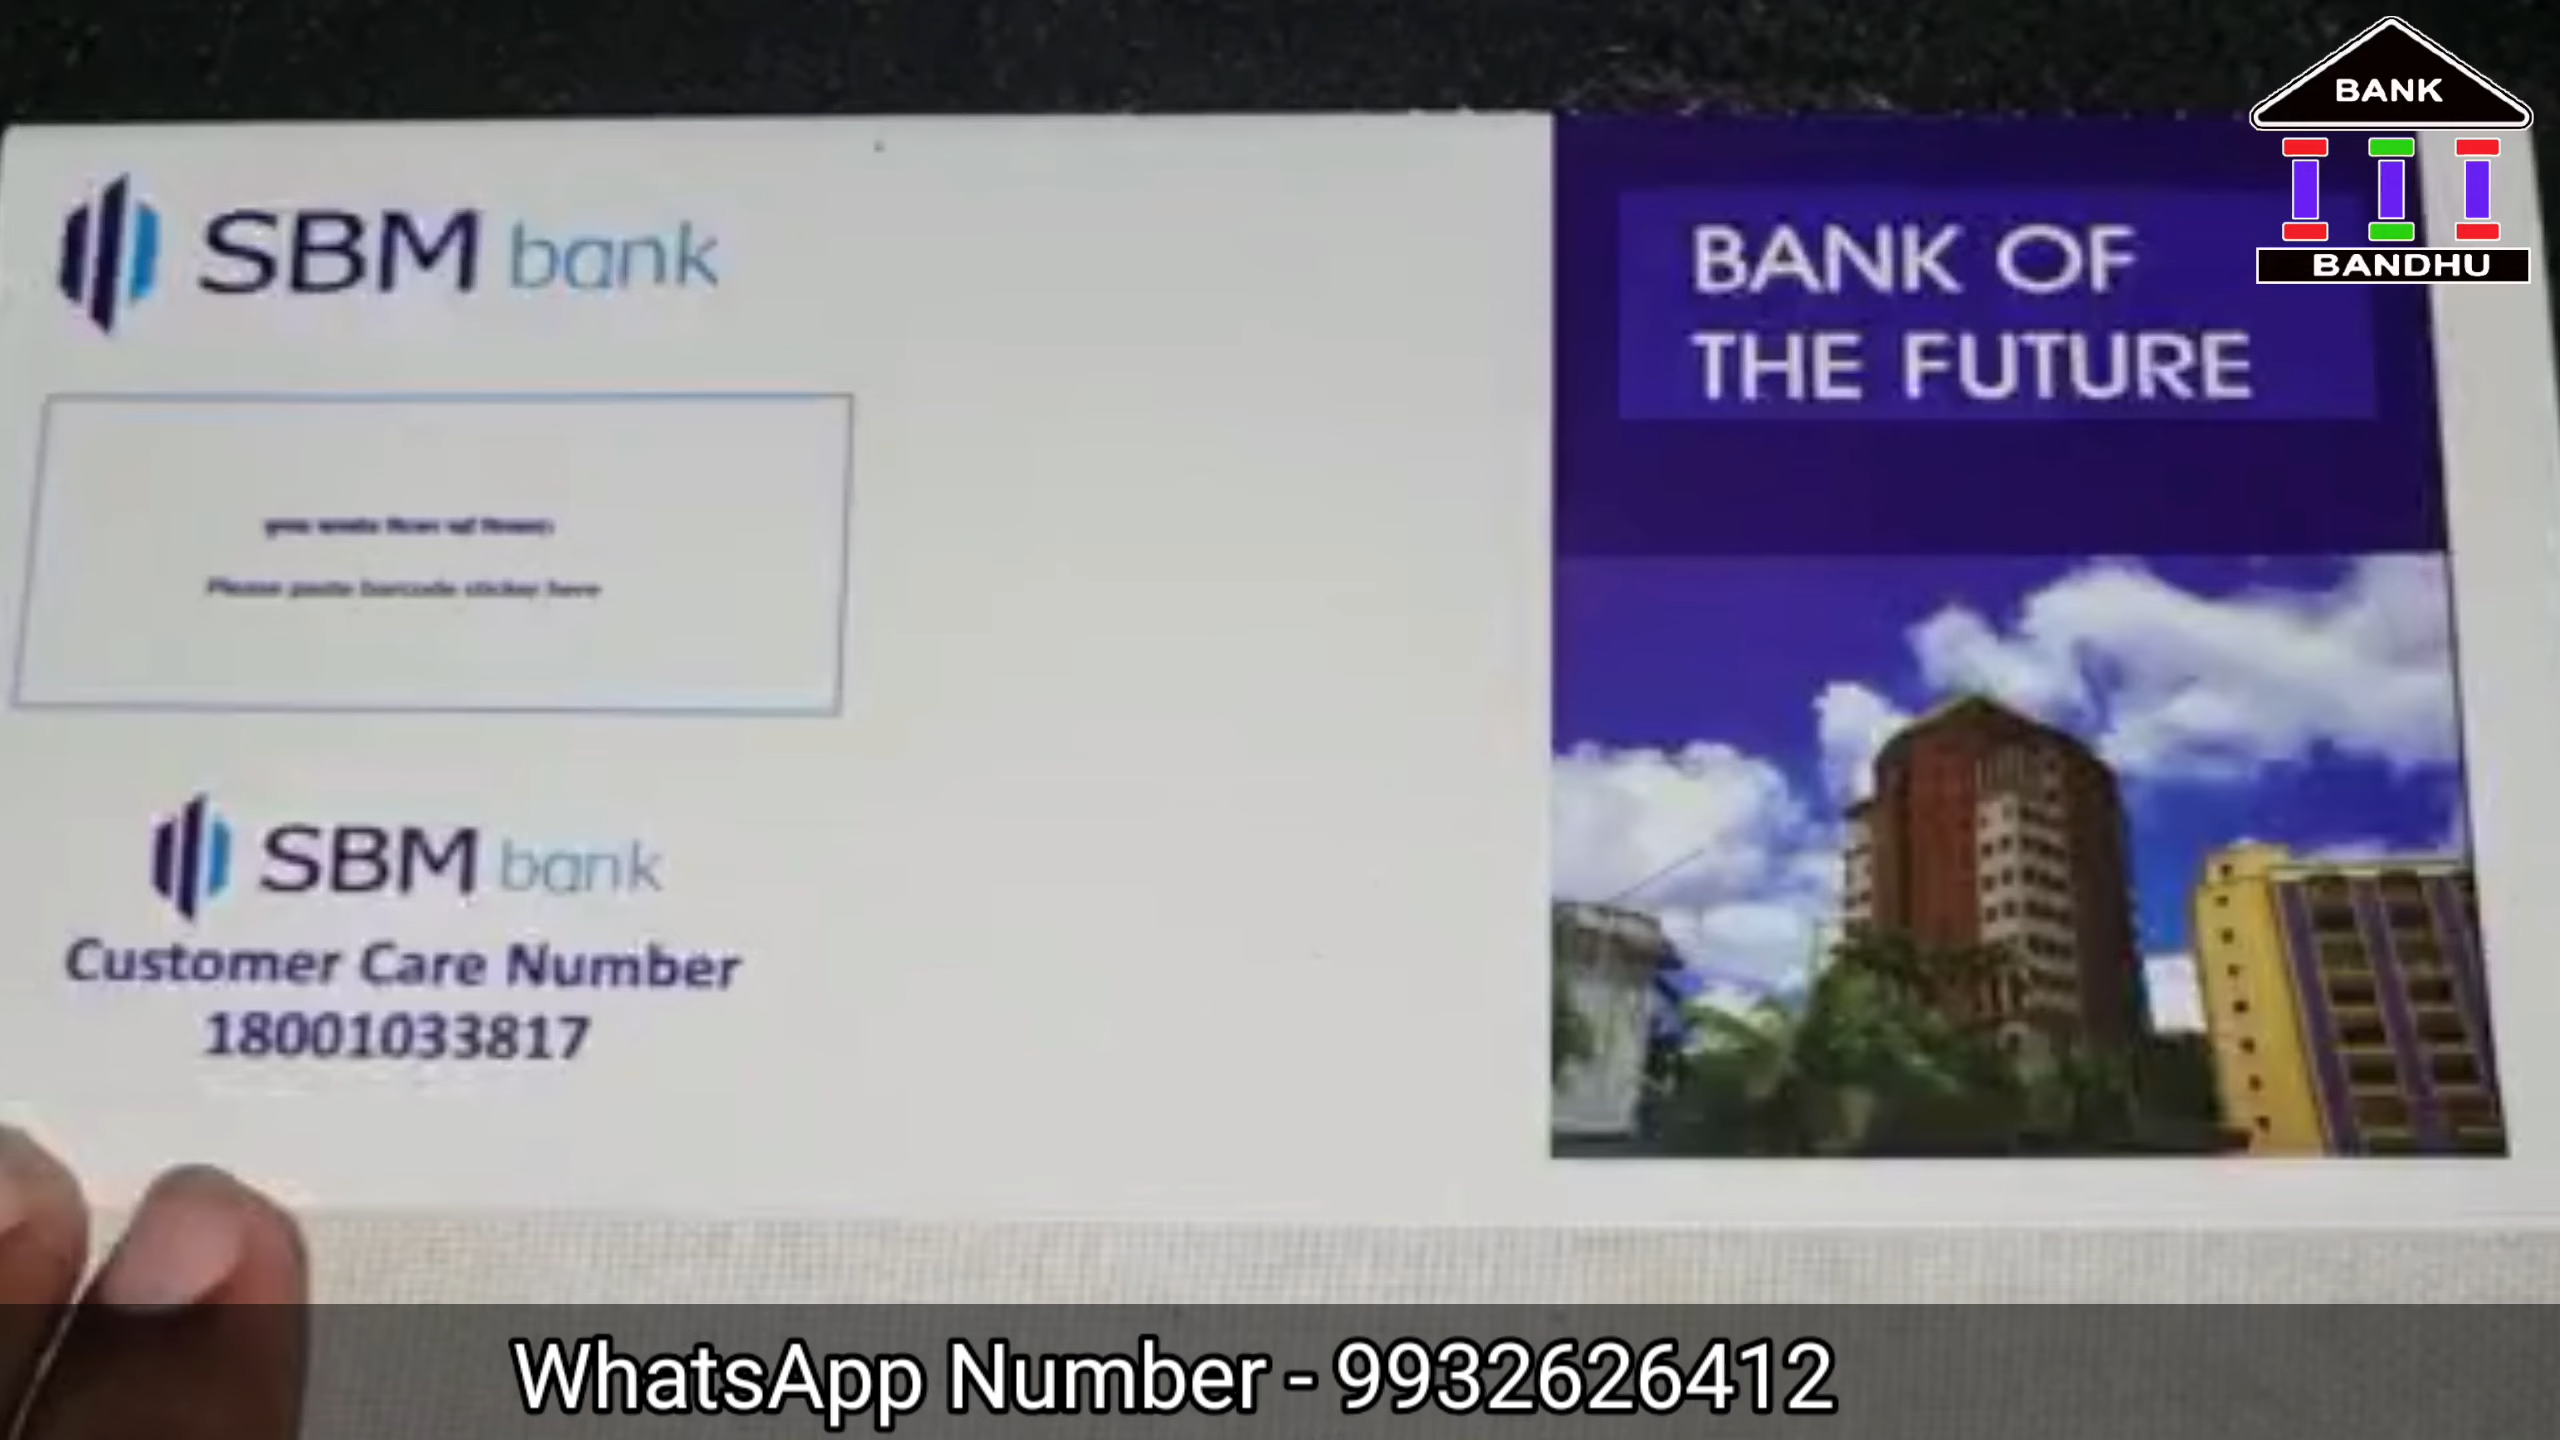 SBM bank
Please paste barcode sticker here
SBM bank
Customer Care Number
18001033817
BANK OF
THE FUTURE
BANK
BANDHU
WhatsApp Number - 9932626412